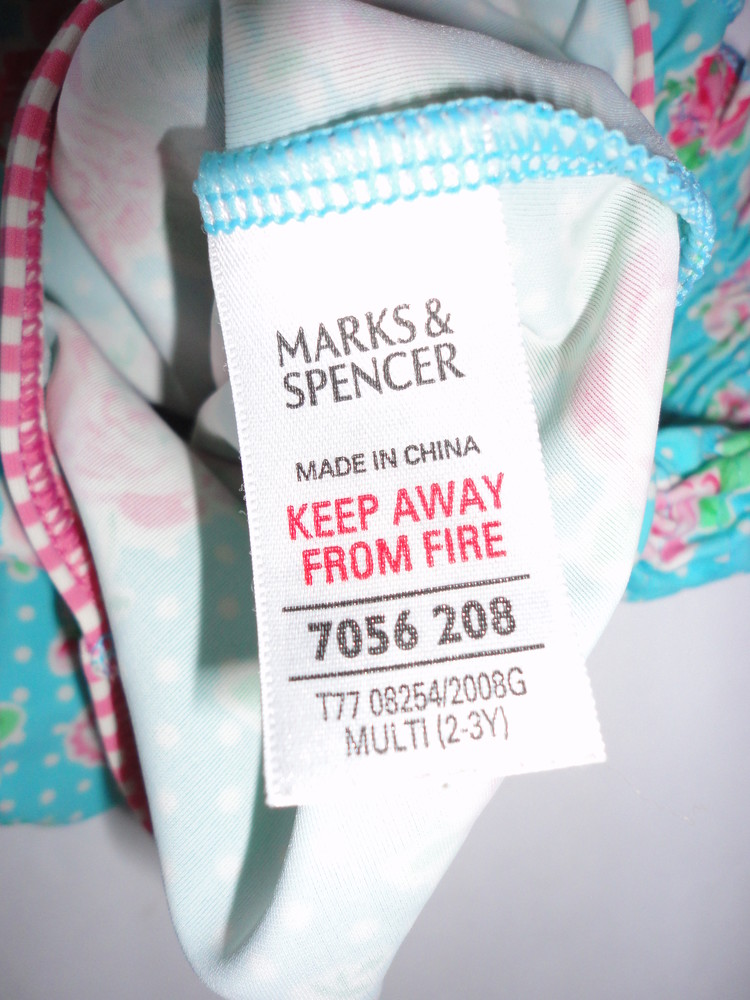 MARKS &
SPENCER
MADE IN CHINA
KEEP AWAY
FROM FIRE
7056 208
T77 08254/2008G
MULTI (2-3Y)